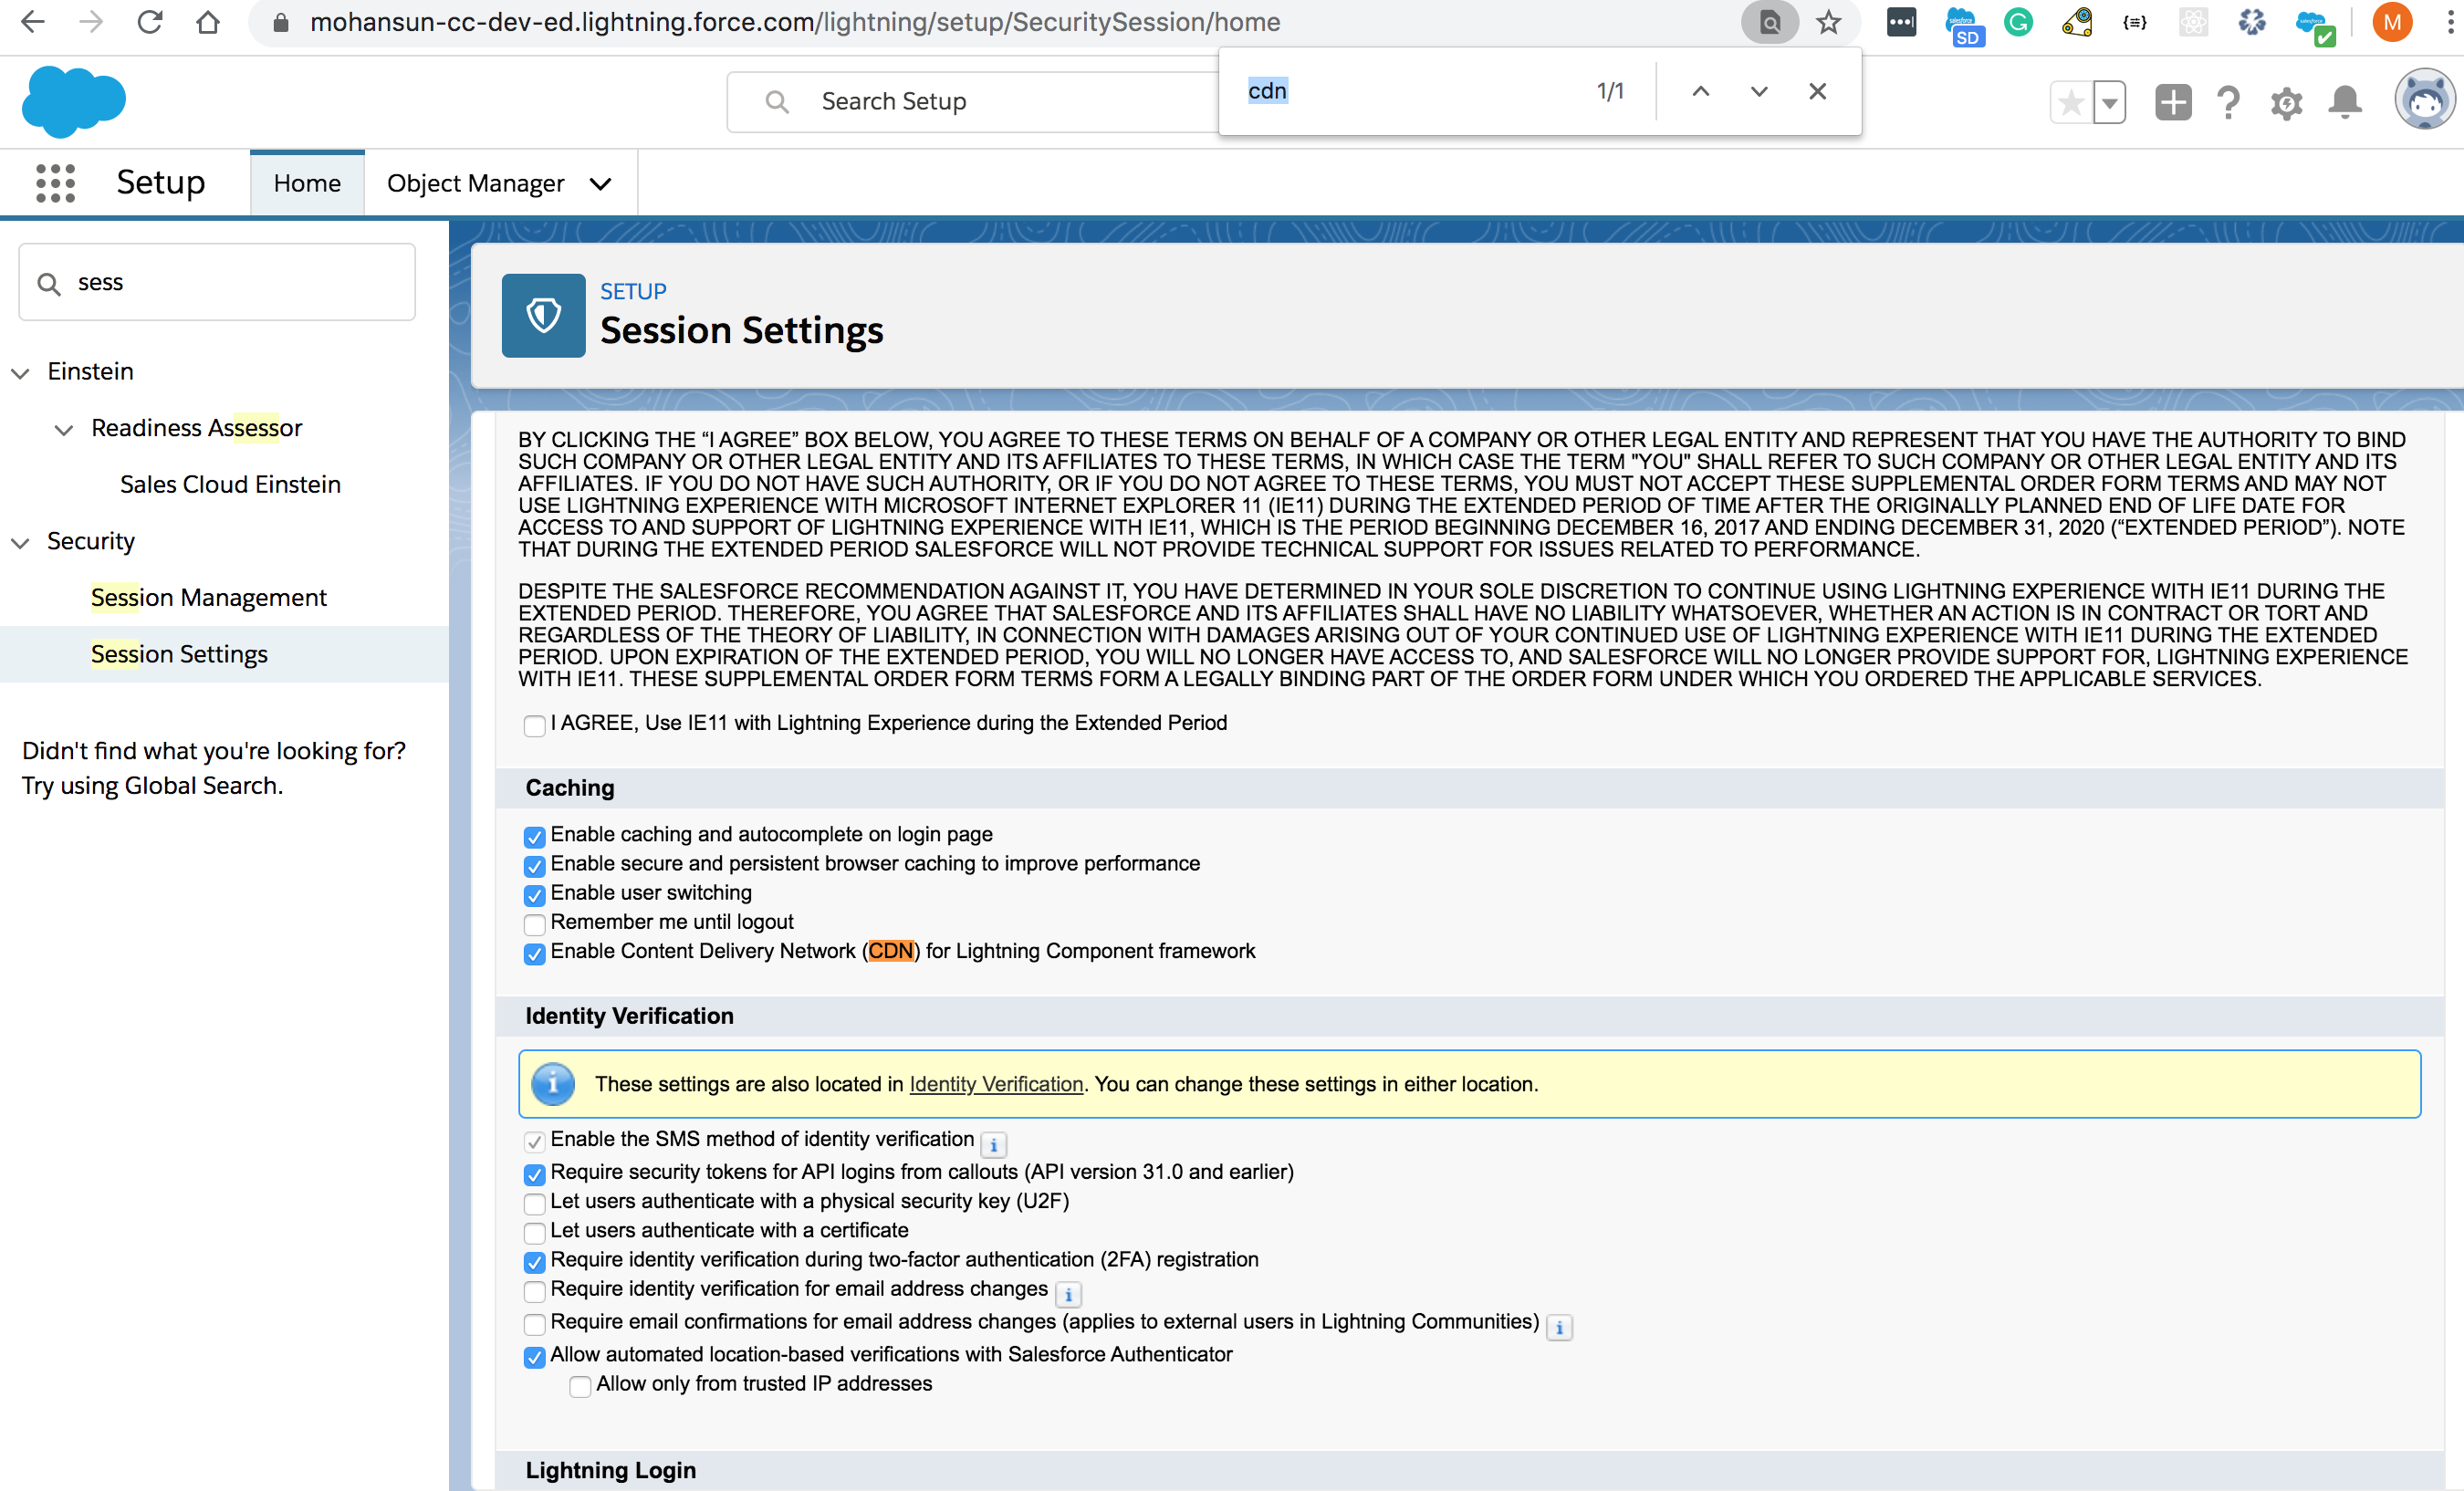 mohansun-cc-dev-ed.lightning.force.com/lightning/setup/SecuritySession/home
SD
M
cdn
1/1
Search Setup
Setup
Home
Object Manager
sess
Einstein
Readiness Assessor
Sales Cloud Einstein
Security
Session Management
Session Settings
Didn't find what you're looking for?
Try using Global Search.
SETUP
Session Settings
BY CLICKING THE “I AGREE” BOX BELOW, YOU AGREE TO THESE TERMS ON BEHALF OF A COMPANY OR OTHER LEGAL ENTITY AND REPRESENT THAT YOU HAVE THE AUTHORITY TO BIND
SUCH COMPANY OR OTHER LEGAL ENTITY AND ITS AFFILIATES TO THESE TERMS, IN WHICH CASE THE TERM "YOU" SHALL REFER TO SUCH COMPANY OR OTHER LEGAL ENTITY AND ITS
AFFILIATES. IF YOU DO NOT HAVE SUCH AUTHORITY, OR IF YOU DO NOT AGREE TO THESE TERMS, YOU MUST NOT ACCEPT THESE SUPPLEMENTAL ORDER FORM TERMS AND MAY NOT
USE LIGHTNING EXPERIENCE WITH MICROSOFT INTERNET EXPLORER 11 (IE11) DURING THE EXTENDED PERIOD OF TIME AFTER THE ORIGINALLY PLANNED END OF LIFE DATE FOR
ACCESS TO AND SUPPORT OF LIGHTNING EXPERIENCE WITH IE11, WHICH IS THE PERIOD BEGINNING DECEMBER 16, 2017 AND ENDING DECEMBER 31, 2020 (“EXTENDED PERIOD”). NOTE
THAT DURING THE EXTENDED PERIOD SALESFORCE WILL NOT PROVIDE TECHNICAL SUPPORT FOR ISSUES RELATED TO PERFORMANCE.
DESPITE THE SALESFORCE RECOMMENDATION AGAINST IT, YOU HAVE DETERMINED IN YOUR SOLE DISCRETION TO CONTINUE USING LIGHTNING EXPERIENCE WITH IE11 DURING THE
EXTENDED PERIOD. THEREFORE, YOU AGREE THAT SALESFORCE AND ITS AFFILIATES SHALL HAVE NO LIABILITY WHATSOEVER, WHETHER AN ACTION IS IN CONTRACT OR TORT AND
REGARDLESS OF THE THEORY OF LIABILITY, IN CONNECTION WITH DAMAGES ARISING OUT OF YOUR CONTINUED USE OF LIGHTNING EXPERIENCE WITH IE11 DURING THE EXTENDED
PERIOD. UPON EXPIRATION OF THE EXTENDED PERIOD, YOU WILL NO LONGER HAVE ACCESS TO, AND SALESFORCE WILL NO LONGER PROVIDE SUPPORT FOR, LIGHTNING EXPERIENCE
WITH IE11. THESE SUPPLEMENTAL ORDER FORM TERMS FORM A LEGALLY BINDING PART OF THE ORDER FORM UNDER WHICH YOU ORDERED THE APPLICABLE SERVICES.
I AGREE, Use IE11 with Lightning Experience during the Extended Period
Caching
Enable caching and autocomplete on login page
Enable secure and persistent browser caching to improve performance
Enable user switching
Remember me until logout
Enable Content Delivery Network (CDN) for Lightning Component framework
Identity Verification
These settings are also located in Identity Verification. You can change these settings in either location.
Enable the SMS method of identity verification
Require security tokens for API logins from callouts (API version 31.0 and earlier)
Let users authenticate with a physical security key (U2F)
Let users authenticate with a certificate
Require identity verification during two-factor authentication (2FA) registration
Require identity verification for email address changes
Require email confirmations for email address changes (applies to external users in Lightning Communities)
Allow automated location-based verifications with Salesforce Authenticator
Allow only from trusted IP addresses
Lightning Login